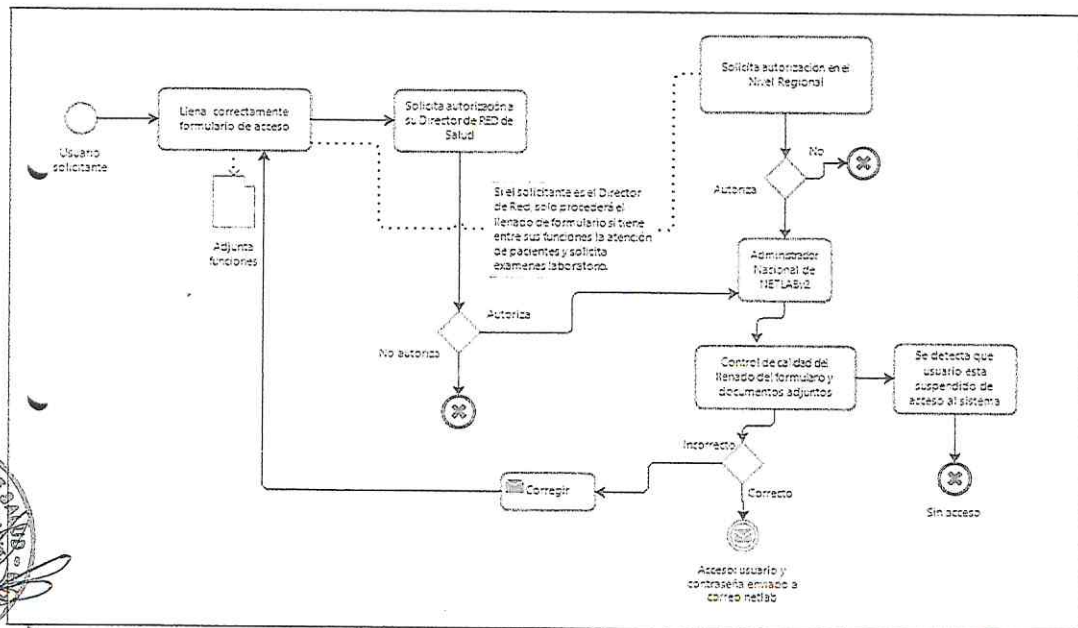 Usuario
solicitante
Llena correctamente
formulario de acceso
Adjunta
funciones
Solicita autorización a
su Director de RED de
Salud
Si el solicitante es el Director
de Red, solo procederá el
llenado de formulario si tiene
entre sus funciones la atención
de pacientes y solicita
examenes laboratorio.
Solicita autorización en el
Nivel Regional
No
Autoriza
Administrador
Nacional de
NETLABv2
Autoriza
No autoriza
Control de calidad del
llenado del formulario y
documentos adjuntos
Se detecta que
usuario esta
suspendido de
acceso al sistema
Sin acceso
Incorrecto
Correcto
Corregir
Acceso: usuario y
contraseña enviado a
correo netlab
SALUD